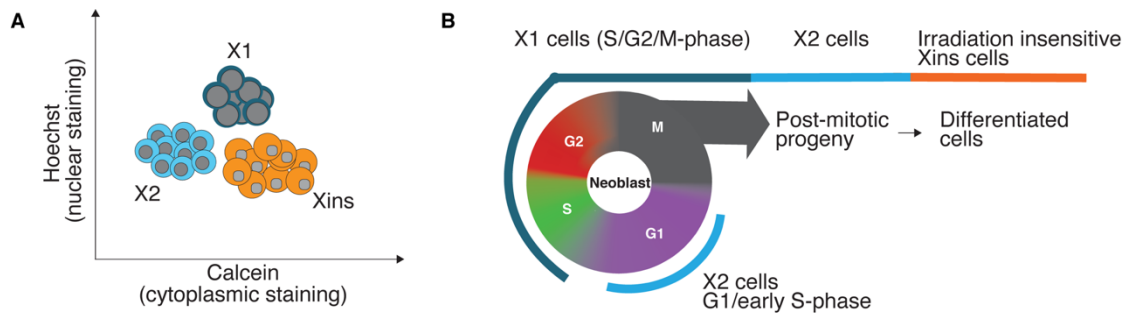 A
Hoechst
(nuclear staining)
X1
X2
Xins
Calcein
(cytoplasmic staining)
B
X1 cells (S/G2/M-phase)
X2 cells
Irradiation insensitive
Xins cells
G2
M
S
G1
Neoblast
Post-mitotic
progeny
→
Differentiated
cells
X2 cells
G1/early S-phase